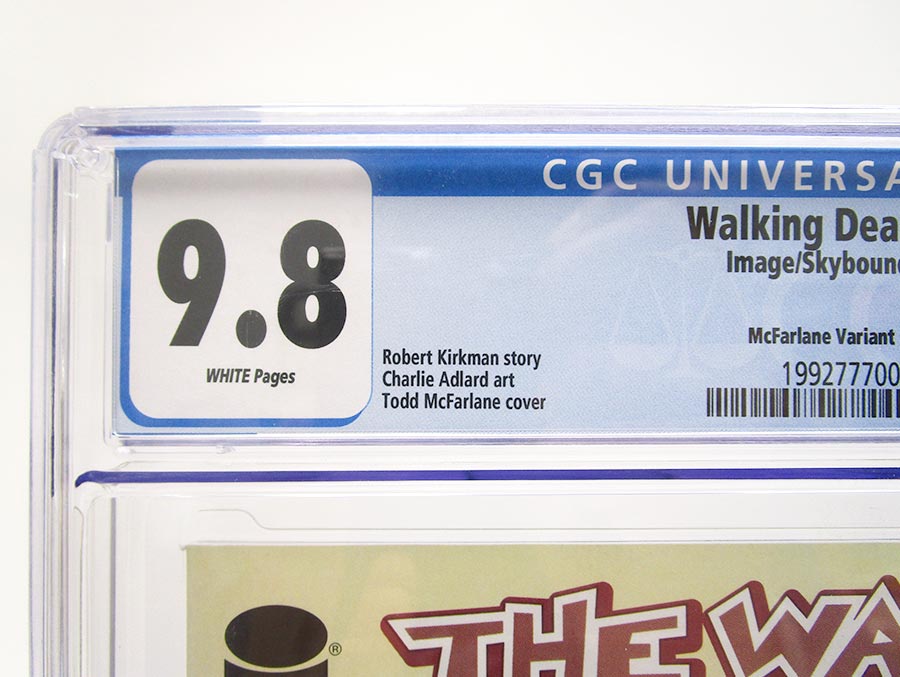 CGC UNIVERSA
9.8
WHITE Pages
Walking Dea
Image/Skyboun
McFarlane Variant
199277700
Robert Kirkman story
Charlie Adlard art
Todd McFarlane cover
®
THE WA